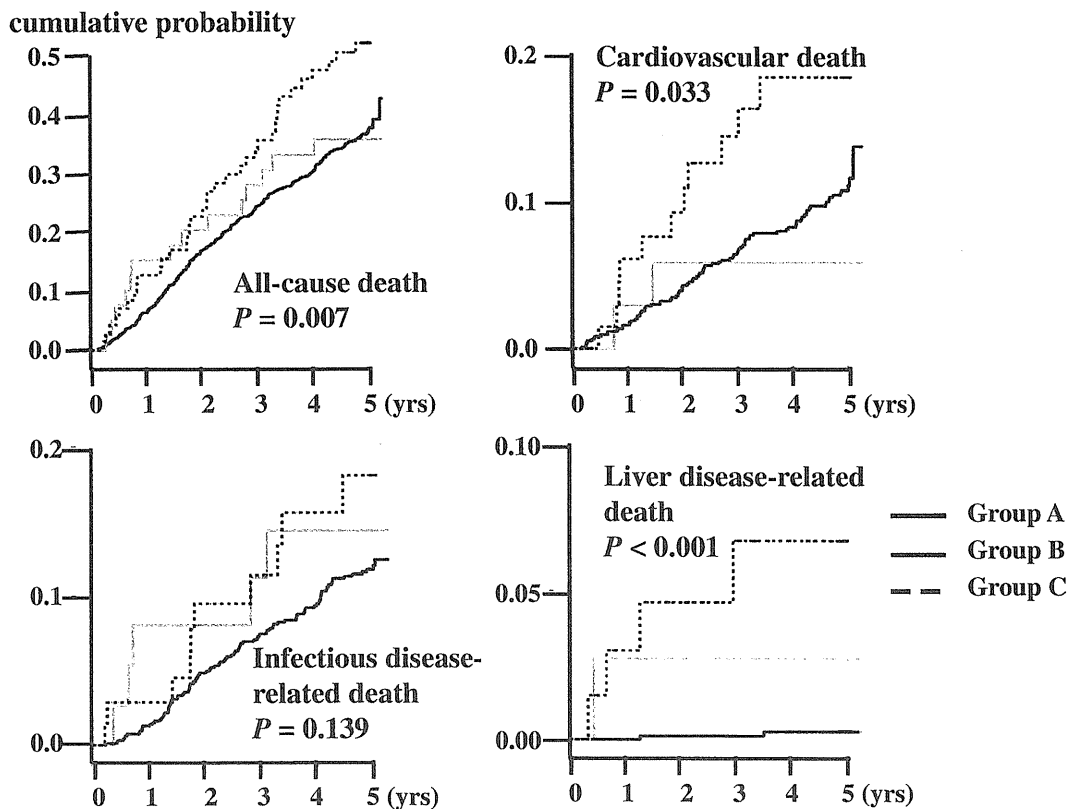 cumulative probability
0.5
0.4
0.3
0.2
0.1
0.0
All-cause death
P = 0.007
0 1 2 3 4 5 (yrs)
0.2
0.1
0.0
Cardiovascular death
P = 0.033
0 1 2 3 4 5 (yrs)
0.2
0.1
0.0
Infectious disease-
related death
P = 0.139
0 1 2 3 4 5 (yrs)
0.10
0.05
0.00
Liver disease-related
death
P < 0.001
0 1 2 3 4 5 (yrs)
Group A
Group B
Group C